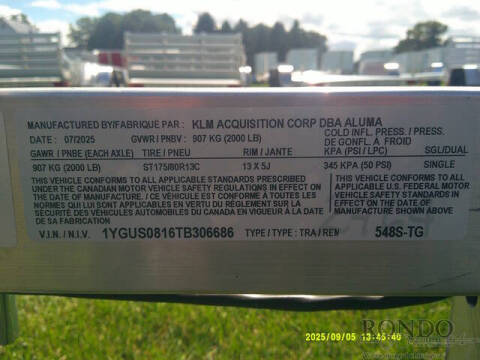 MANUFACTURED BY/FABRIQUE PAR : KLM ACQUISITION CORP DBA ALUMA
DATE : 07/2025 GVWR / PNBV : 907 KG (2000 LB) COLD INFL. PRESS. / PRESS. DE GONFL A FROID
GAWR / PNBE (EACH AXLE) TIRE / PNEU RIM / JANTE KPA (PSI / LPC) SGL/DUAL
907 KG (2000 LB) ST175/80R13C 13 X 5J 345 KPA (50 PSI) SINGLE
THIS VEHICLE CONFORMS TO ALL APPLICABLE STANDARDS PRESCRIBED
UNDER THE CANADIAN MOTOR VEHICLE SAFETY REGULATIONS IN EFFECT ON
THE DATE OF MANUFACTURE / CE VÉHICULE EST CONFORME À TOUTES LES
NORMES QUI LUI SONT APPLICABLES EN VERTU DU RÈGLEMENT SUR LA
SÉCURITÉ DES VÉHICULES AUTOMOBILES DU CANADA EN VIGUEUR À LA DATE
DE SA FABRICATION
THIS VEHICLE CONFORMS TO ALL
APPLICABLE U.S. FEDERAL MOTOR
VEHICLE SAFETY STANDARDS IN
EFFECT ON THE DATE OF
MANUFACTURE SHOWN ABOVE.
V.I.N. / N.I.V. 1YGUS0816TB306686 TYPE / TYPE : TRA / REM 548S-TG
2025/09/05 13:45:40
RONDO